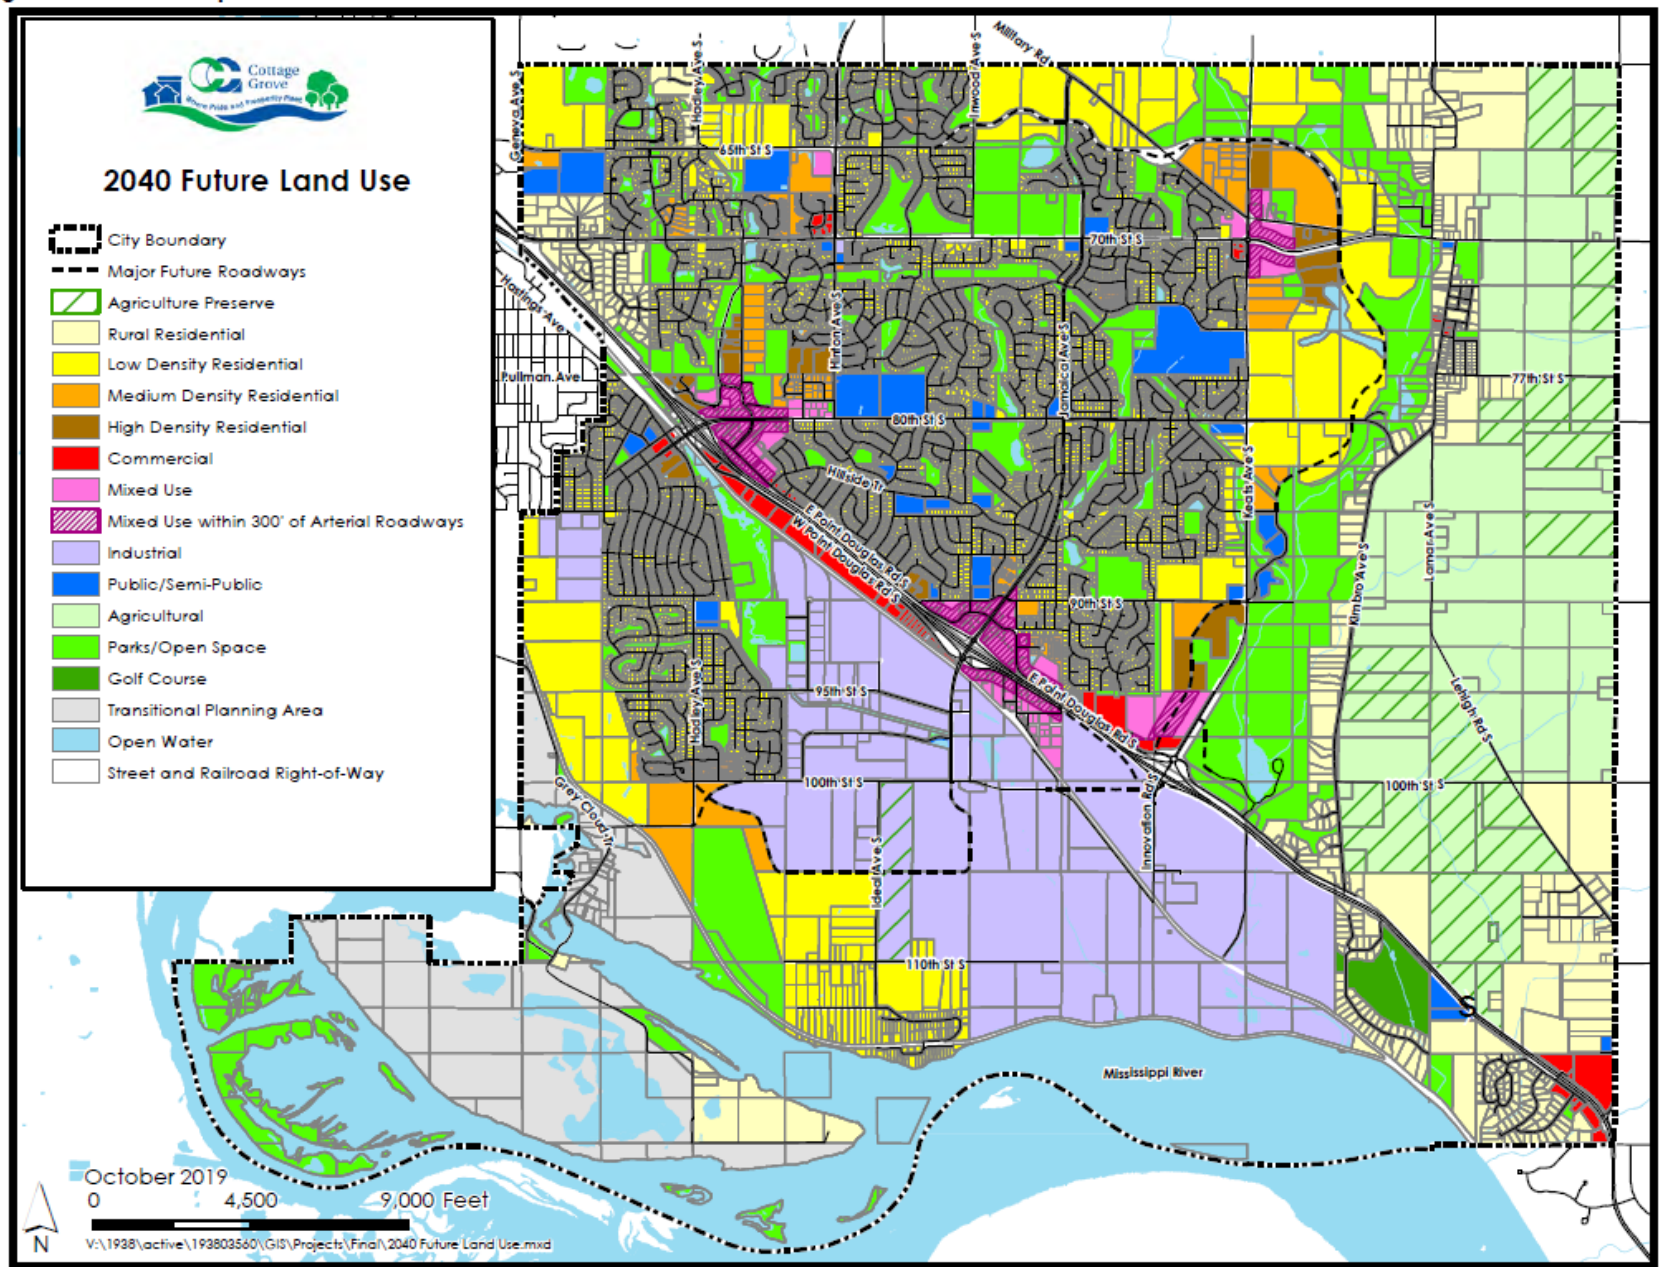 Cottage
Grove
Where Pride and Prosperity Meet
2040 Future Land Use
City Boundary
Major Future Roadways
Agriculture Preserve
Rural Residential
Low Density Residential
Medium Density Residential
High Density Residential
Commercial
Mixed Use
Mixed Use within 300' of Arterial Roadways
Industrial
Public/Semi-Public
Agricultural
Parks/Open Space
Golf Course
Transitional Planning Area
Open Water
Street and Railroad Right-of-Way
Military Rd
Geneva Ave S
Hadley Ave S
Inwood Ave S
65th St S
70th St S
Hastings Ave
Hinton Ave S
Jamaica Ave S
Pullman Ave
77th St S
80th St S
Hillside Tr
Keats Ave S
E Point Douglas Rd S
W Point Douglas Rd S
Kimbro Ave S
Lamar Ave S
90th St S
Hadley Ave S
95th St S
E Point Douglas Rd S
Lehigh Rd S
Grey Cloud Tr
100th St S
Innovation Rd S
100th St S
Ideal Ave S
110th St S
Mississippi River
October 2019
0 4,500 9,000 Feet
N
V:\1938\active\193803560\GIS\Projects\Final\2040 Future Land Use.mxd